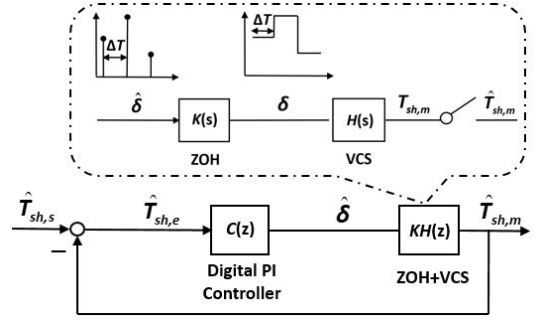 ΔT ΔT
δ̂ K(s) δ H(s) T_sh,m T̂_sh,m
ZOH VCS
T̂_sh,s T̂_sh,e C(z) δ̂ KH(z) T̂_sh,m
−
Digital PI
Controller
ZOH+VCS